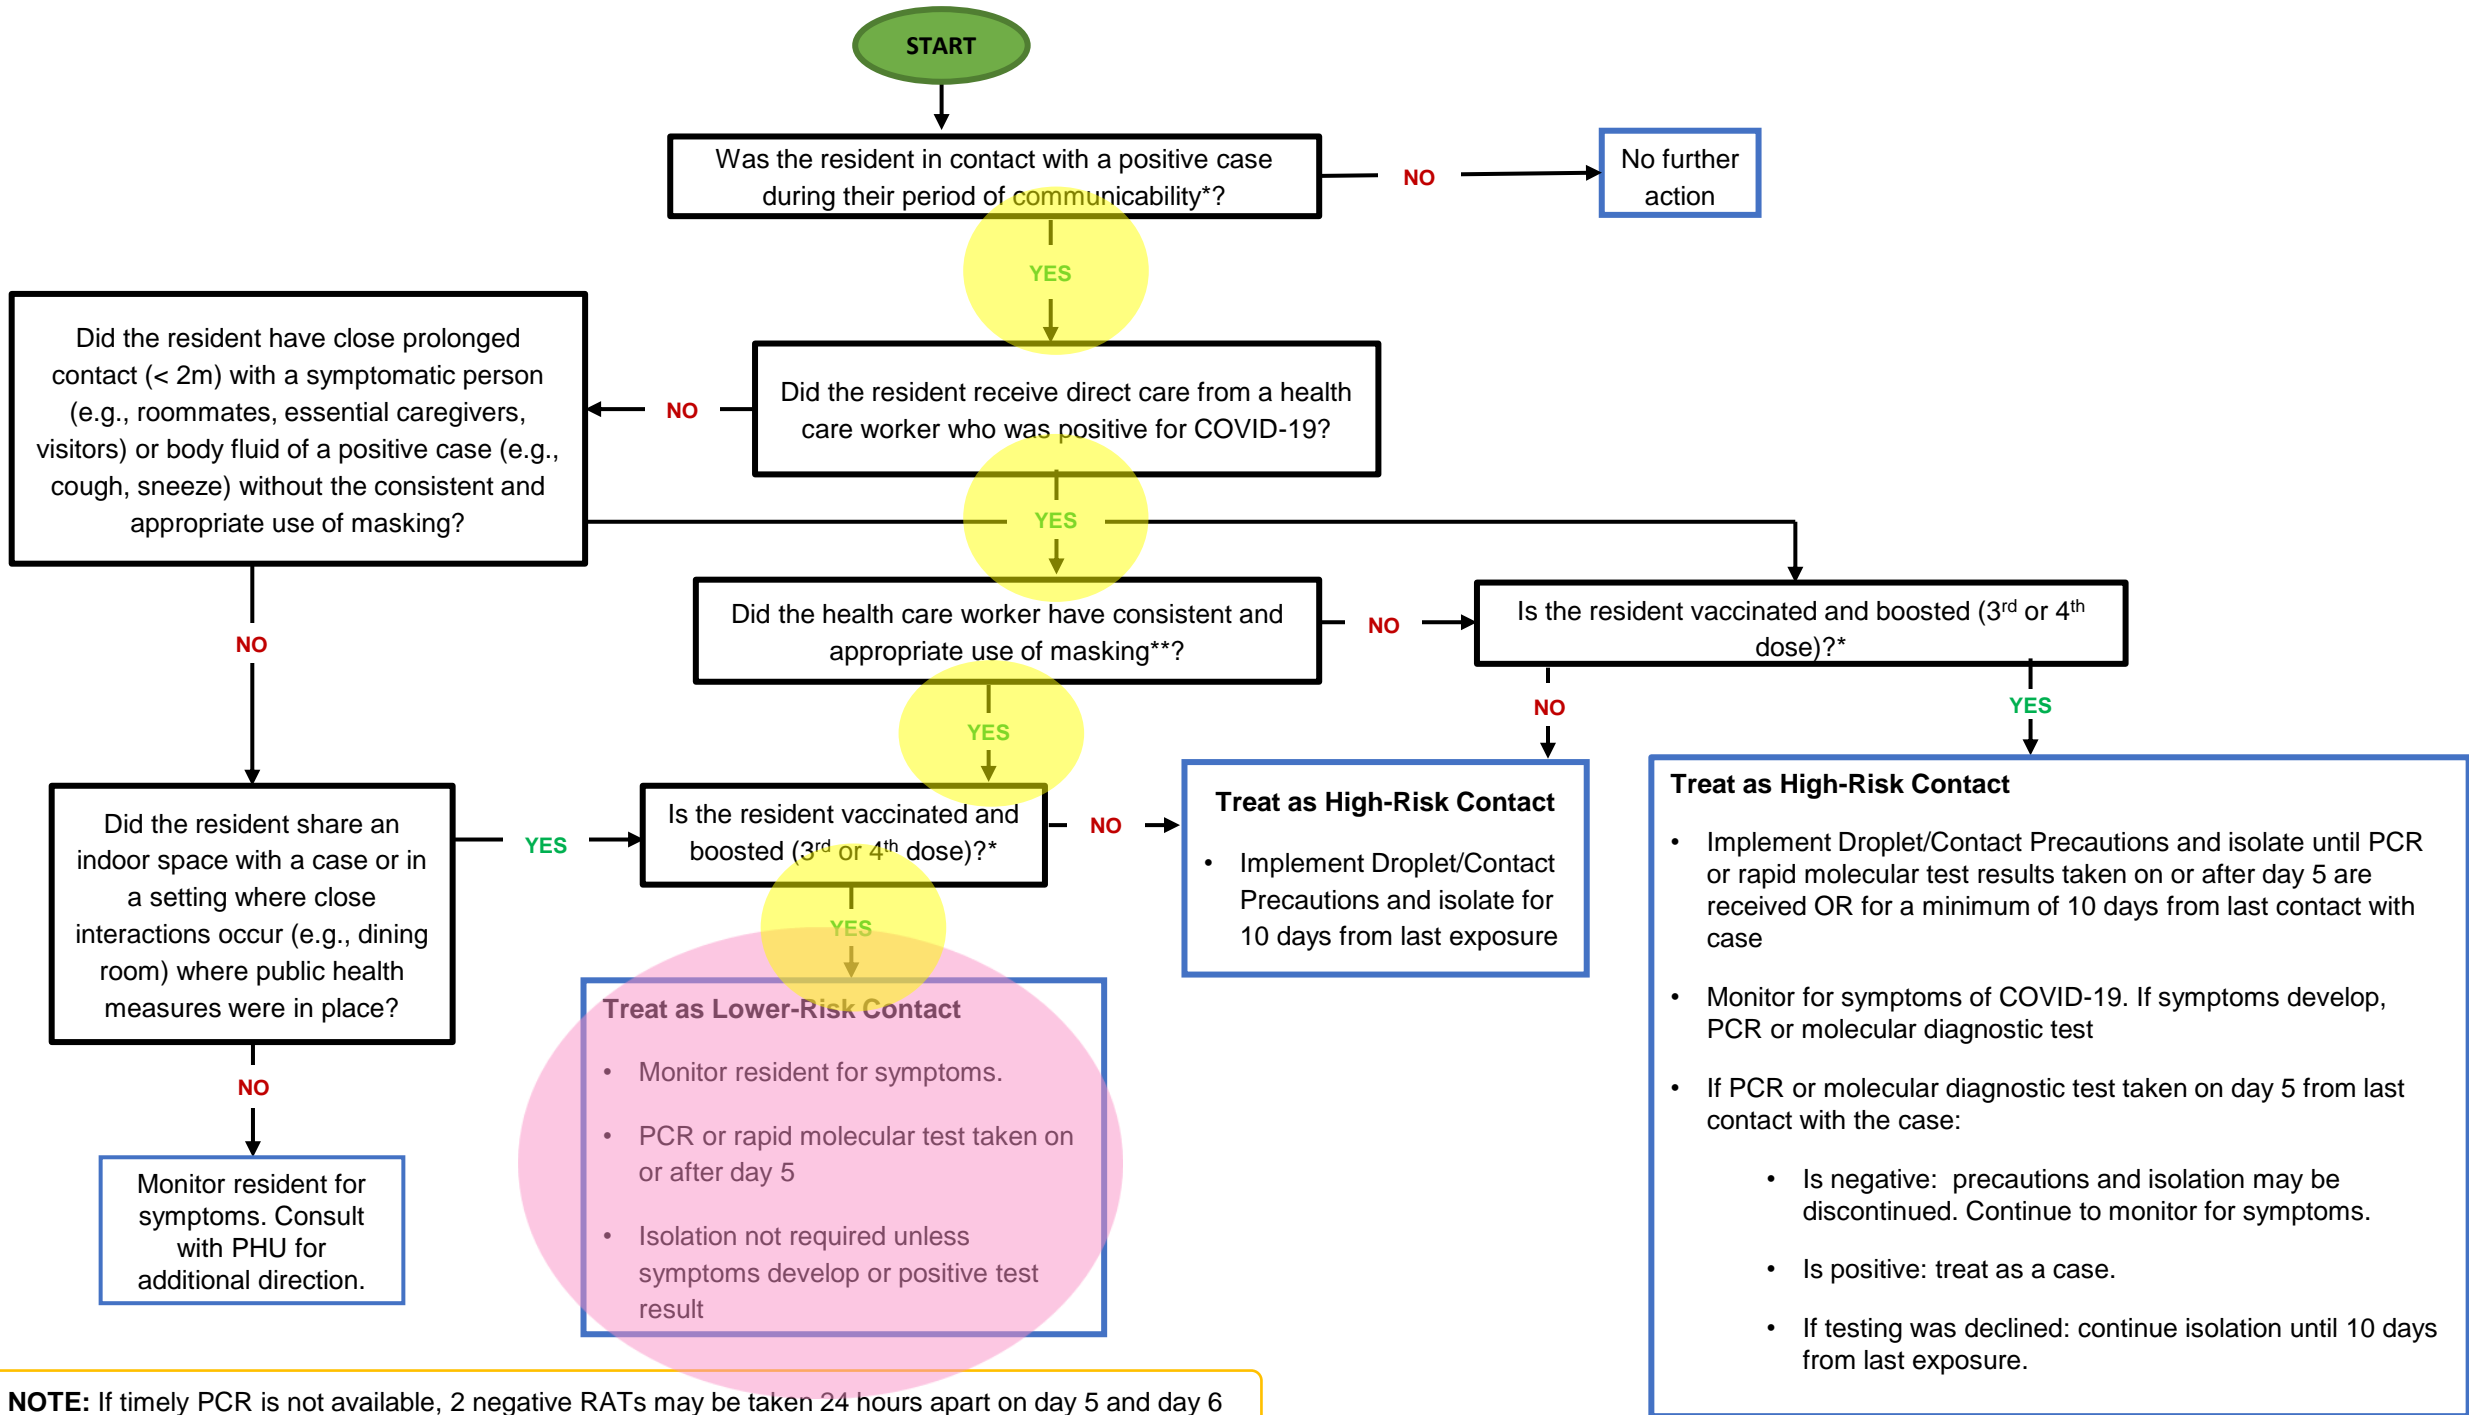 START
Was the resident in contact with a positive case
during their period of communicability*?
NO
No further
action
YES
Did the resident have close prolonged
contact (< 2m) with a symptomatic person
(e.g., roommates, essential caregivers,
visitors) or body fluid of a positive case (e.g.,
cough, sneeze) without the consistent and
appropriate use of masking?
NO
Did the resident receive direct care from a health
care worker who was positive for COVID-19?
YES
Did the health care worker have consistent and
appropriate use of masking**?
NO
Is the resident vaccinated and boosted (3rd or 4th
dose)?*
NO
YES
NO
YES
Did the resident share an
indoor space with a case or in
a setting where close
interactions occur (e.g., dining
room) where public health
measures were in place?
YES
Is the resident vaccinated and
boosted (3rd or 4th dose)?*
NO
Treat as High-Risk Contact
• Implement Droplet/Contact
Precautions and isolate for
10 days from last exposure
Treat as High-Risk Contact
• Implement Droplet/Contact Precautions and isolate until PCR
or rapid molecular test results taken on or after day 5 are
received OR for a minimum of 10 days from last contact with
case
• Monitor for symptoms of COVID-19. If symptoms develop,
PCR or molecular diagnostic test
• If PCR or molecular diagnostic test taken on day 5 from last
contact with the case:
• Is negative: precautions and isolation may be
discontinued. Continue to monitor for symptoms.
• Is positive: treat as a case.
• If testing was declined: continue isolation until 10 days
from last exposure.
YES
Treat as Lower-Risk Contact
• Monitor resident for symptoms.
• PCR or rapid molecular test taken on
or after day 5
• Isolation not required unless
symptoms develop or positive test
result
NO
Monitor resident for
symptoms. Consult
with PHU for
additional direction.
NOTE: If timely PCR is not available, 2 negative RATs may be taken 24 hours apart on day 5 and day 6